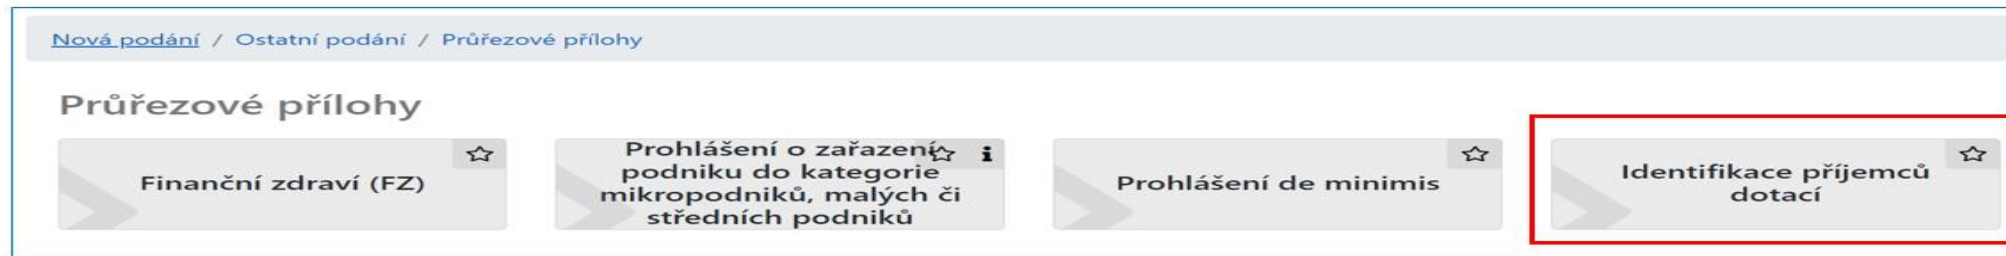 Nová podání / Ostatní podání / Průřezové přílohy
Průřezové přílohy
Finanční zdraví (FZ)
Prohlášení o zařazení
podniku do kategorie
mikropodniků, malých či
středních podniků
Prohlášení de minimis
Identifikace příjemců
dotací